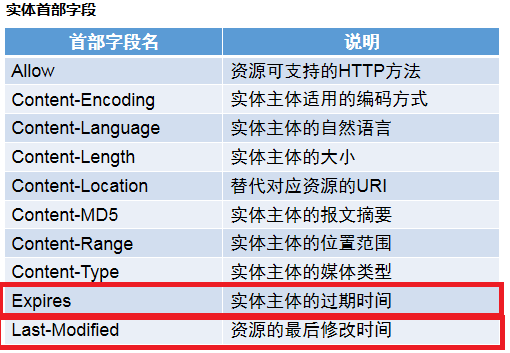 实体首部字段
首部字段名 说明
Allow 资源可支持的HTTP方法
Content-Encoding 实体主体适用的编码方式
Content-Language 实体主体的自然语言
Content-Length 实体主体的大小
Content-Location 替代对应资源的URI
Content-MD5 实体主体的报文摘要
Content-Range 实体主体的位置范围
Content-Type 实体主体的媒体类型
Expires 实体主体的过期时间
Last-Modified 资源的最后修改时间